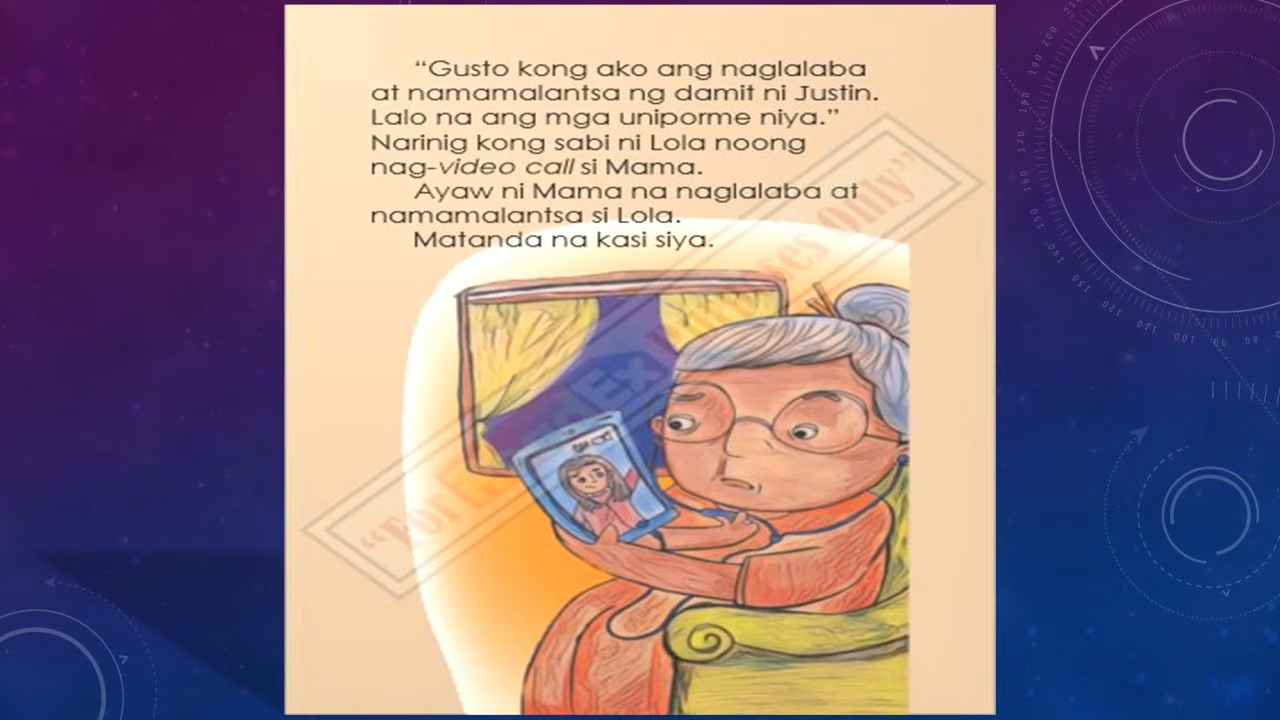 “Gusto kong ako ang naglalaba
at namamalantsa ng damit ni Justin.
Lalo na ang mga uniporme niya.”
Narinig kong sabi ni Lola noong
nag-video call si Mama.
Ayaw ni Mama na naglalaba at
namamalantsa si Lola.
Matanda na kasi siya.